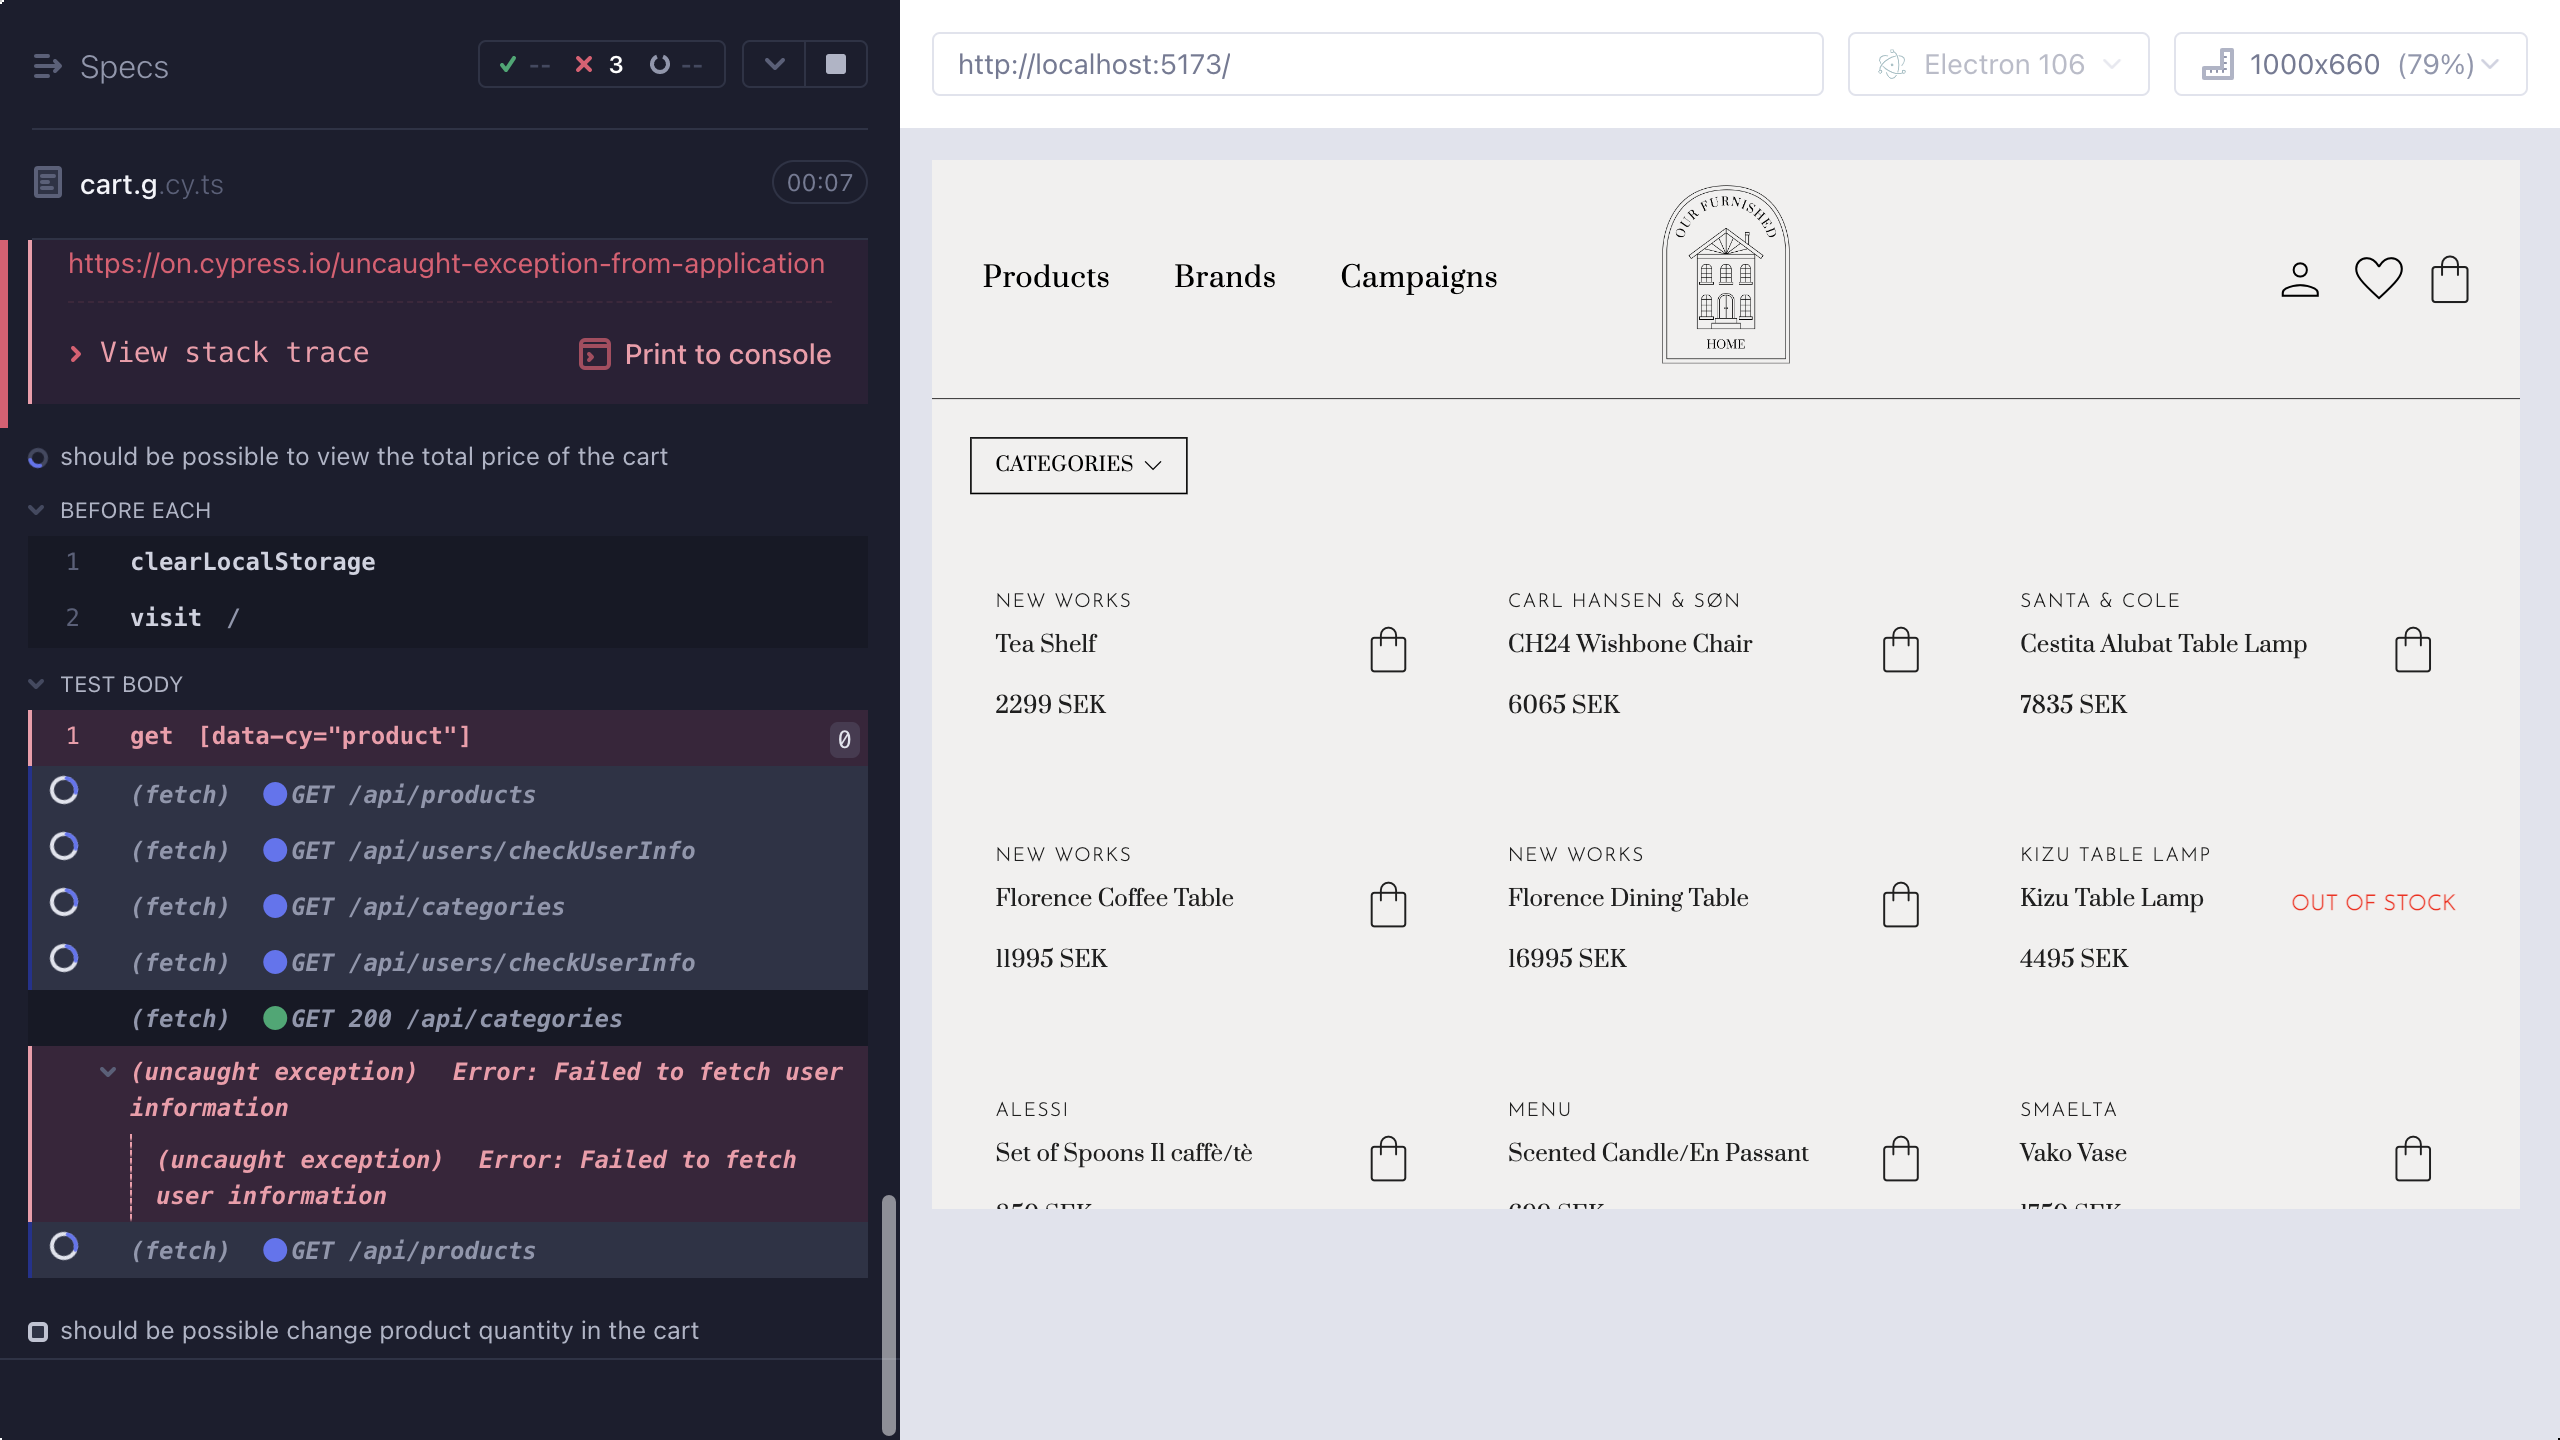 Specs
-- 3 --
cart.g.cy.ts
00:07
https://on.cypress.io/uncaught-exception-from-application
View stack trace
Print to console
should be possible to view the total price of the cart
BEFORE EACH
1 clearLocalStorage
2 visit /
TEST BODY
1 get [data-cy="product"] 0
(fetch) GET /api/products
(fetch) GET /api/users/checkUserInfo
(fetch) GET /api/categories
(fetch) GET /api/users/checkUserInfo
(fetch) GET 200 /api/categories
(uncaught exception) Error: Failed to fetch user
information
(uncaught exception) Error: Failed to fetch
user information
(fetch) GET /api/products
should be possible change product quantity in the cart
http://localhost:5173/
Electron 106
1000x660 (79%)
Products Brands Campaigns
OUR FURNISHED
HOME
CATEGORIES
NEW WORKS
Tea Shelf
2299 SEK
CARL HANSEN & SØN
CH24 Wishbone Chair
6065 SEK
SANTA & COLE
Cestita Alubat Table Lamp
7835 SEK
NEW WORKS
Florence Coffee Table
11995 SEK
NEW WORKS
Florence Dining Table
16995 SEK
KIZU TABLE LAMP
Kizu Table Lamp
OUT OF STOCK
4495 SEK
ALESSI
Set of Spoons Il caffè/tè
SEK
MENU
Scented Candle/En Passant
SEK
SMAELTA
Vako Vase
SEK